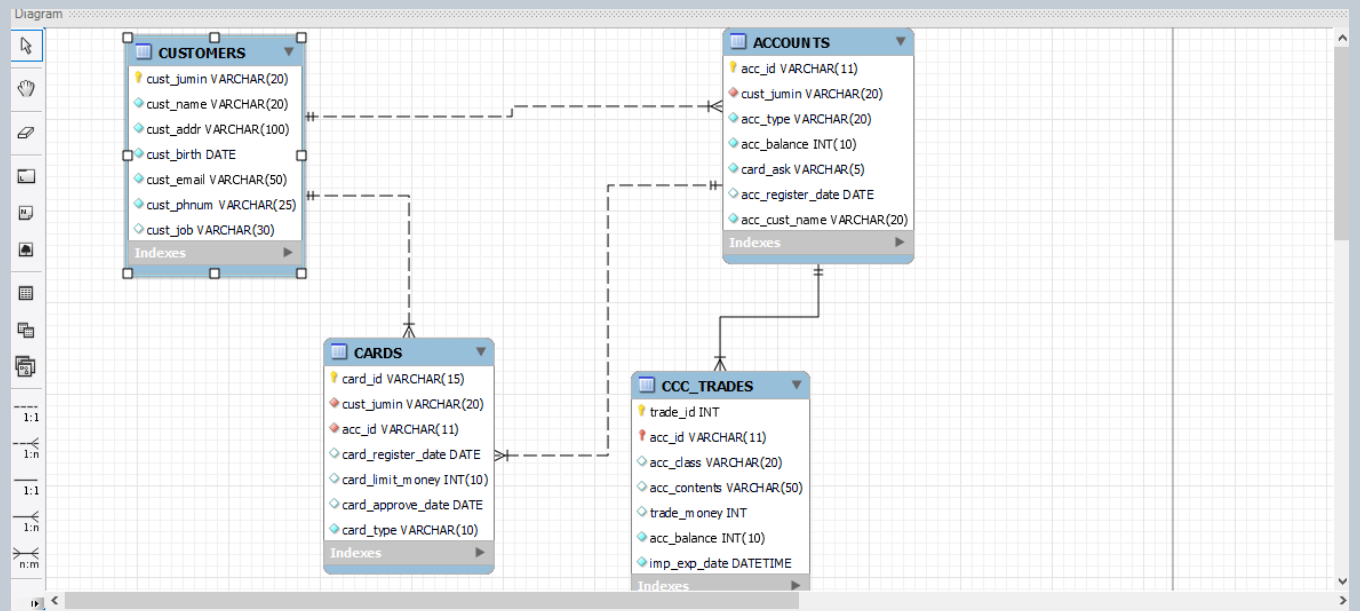 Diagram
CUSTOMERS
cust_jumin VARCHAR(20)
cust_name VARCHAR(20)
cust_addr VARCHAR(100)
cust_birth DATE
cust_email VARCHAR(50)
cust_phnum VARCHAR(25)
cust_job VARCHAR(30)
Indexes
ACCOUNTS
acc_id VARCHAR(11)
cust_jumin VARCHAR(20)
acc_type VARCHAR(20)
acc_balance INT(10)
card_ask VARCHAR(5)
acc_register_date DATE
acc_cust_name VARCHAR(20)
Indexes
CARDS
card_id VARCHAR(15)
cust_jumin VARCHAR(20)
acc_id VARCHAR(11)
card_register_date DATE
card_limit_money INT(10)
card_approve_date DATE
card_type VARCHAR(10)
Indexes
CCC_TRADES
trade_id INT
acc_id VARCHAR(11)
acc_class VARCHAR(20)
acc_contents VARCHAR(50)
trade_money INT
acc_balance INT(10)
imp_exp_date DATETIME
Indexes
1:1
1:n
1:1
1:n
n:m